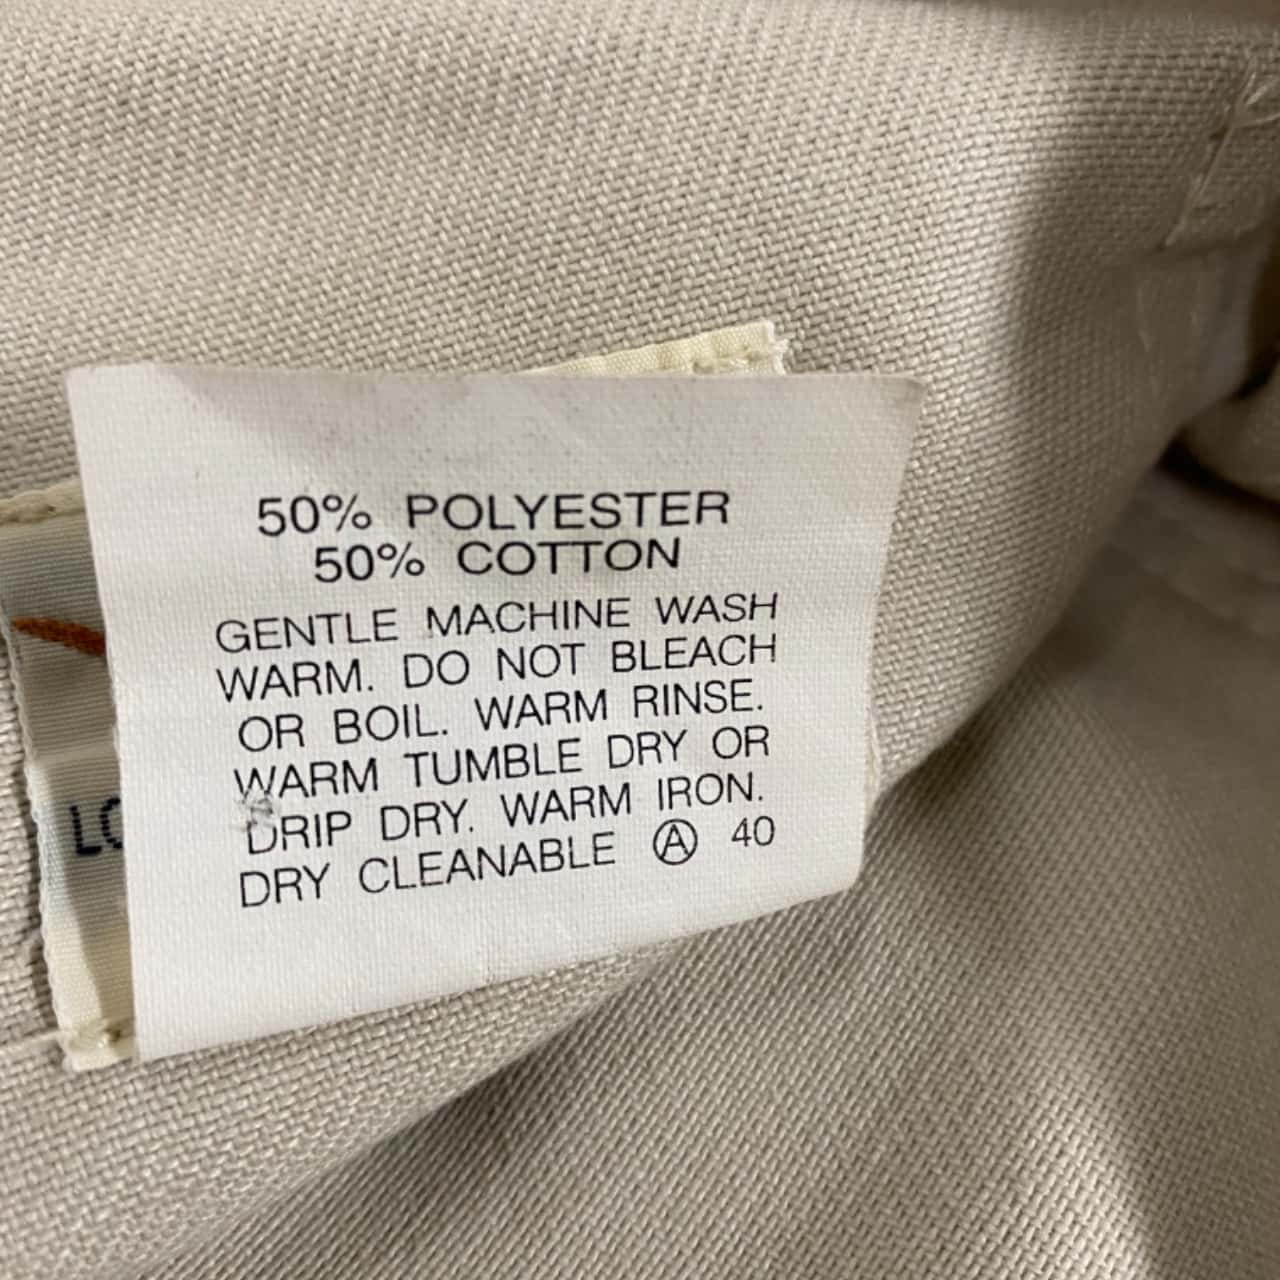 50% POLYESTER
50% COTTON
GENTLE MACHINE WASH
WARM. DO NOT BLEACH
OR BOIL. WARM RINSE.
WARM TUMBLE DRY OR
DRIP DRY. WARM IRON.
DRY CLEANABLE Ⓐ 40